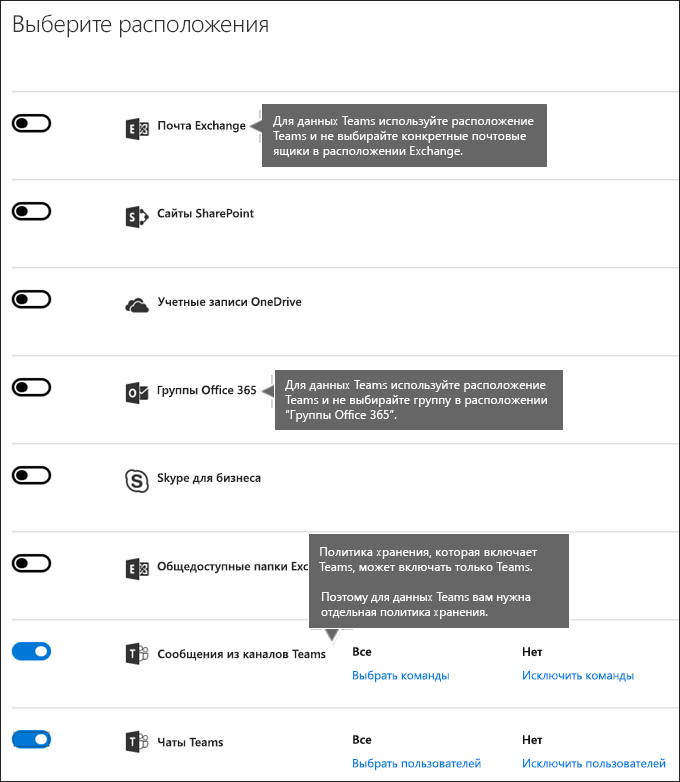 Выберите расположения
Почта Exchange
Для данных Teams используйте расположение
Teams и не выбирайте конкретные почтовые
ящики в расположении Exchange.
Сайты SharePoint
Учетные записи OneDrive
Группы Office 365
Для данных Teams используйте расположение
Teams и не выбирайте группу в расположении
“Группы Office 365”.
Skype для бизнеса
Общедоступные папки Exc
Политика хранения, которая включает
Teams, может включать только Teams.
Поэтому для данных Teams вам нужна
отдельная политика хранения.
Сообщения из каналов Teams
Все
Нет
Выбрать команды
Исключить команды
Чаты Teams
Все
Нет
Выбрать пользователей
Исключить пользователей